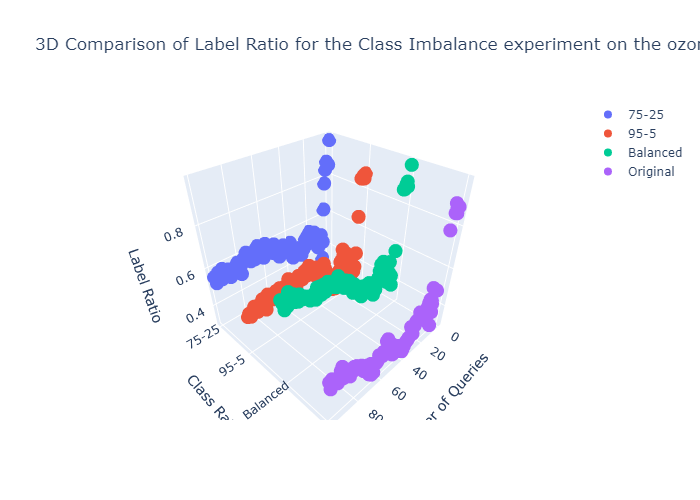 3D Comparison of Label Ratio for the Class Imbalance experiment on the
75-25
95-5
Balanced
Original
0.8
0.6
0.4
Label Ratio
75-25
95-5
Balanced
Class
0
20
40
60
80
of Queries